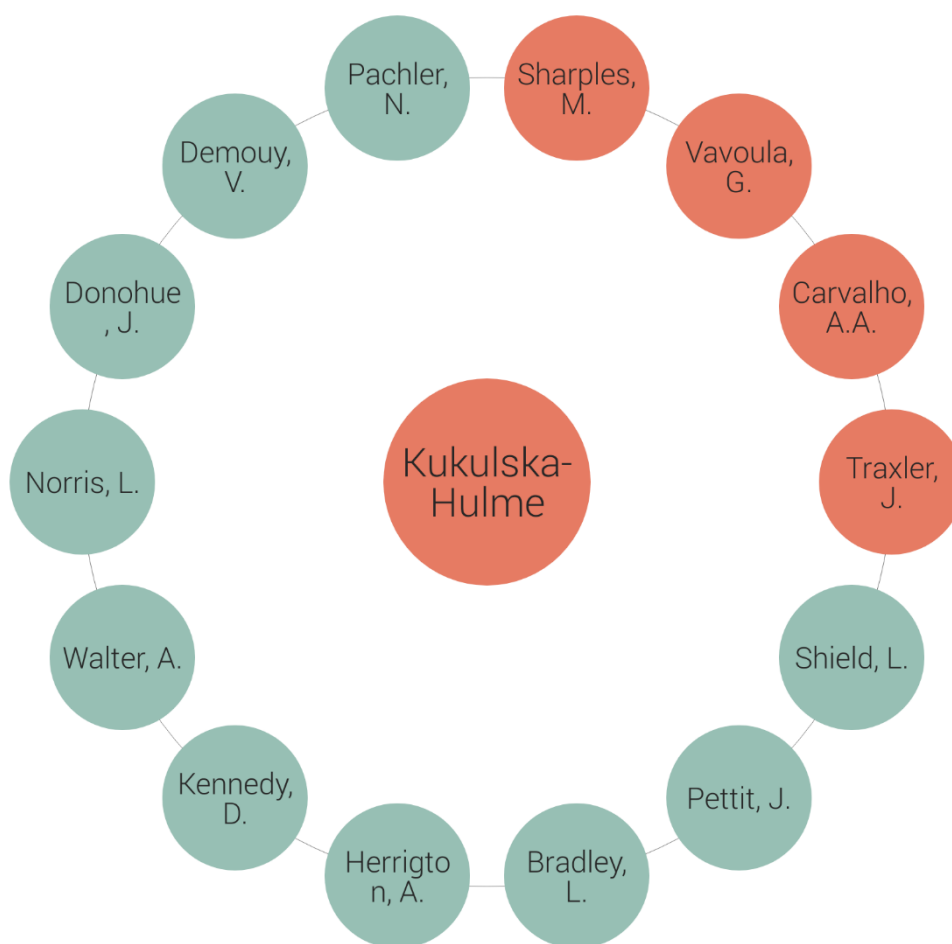 Pachler,
N.
Sharples,
M.
Demouy,
V.
Vavoula,
G.
Donohue
, J.
Carvalho,
A.A.
Kukulska-
Hulme
Norris, L.
Traxler,
J.
Walter, A.
Shield, L.
Kennedy,
D.
Pettit, J.
Herrigto
n, A.
Bradley,
L.